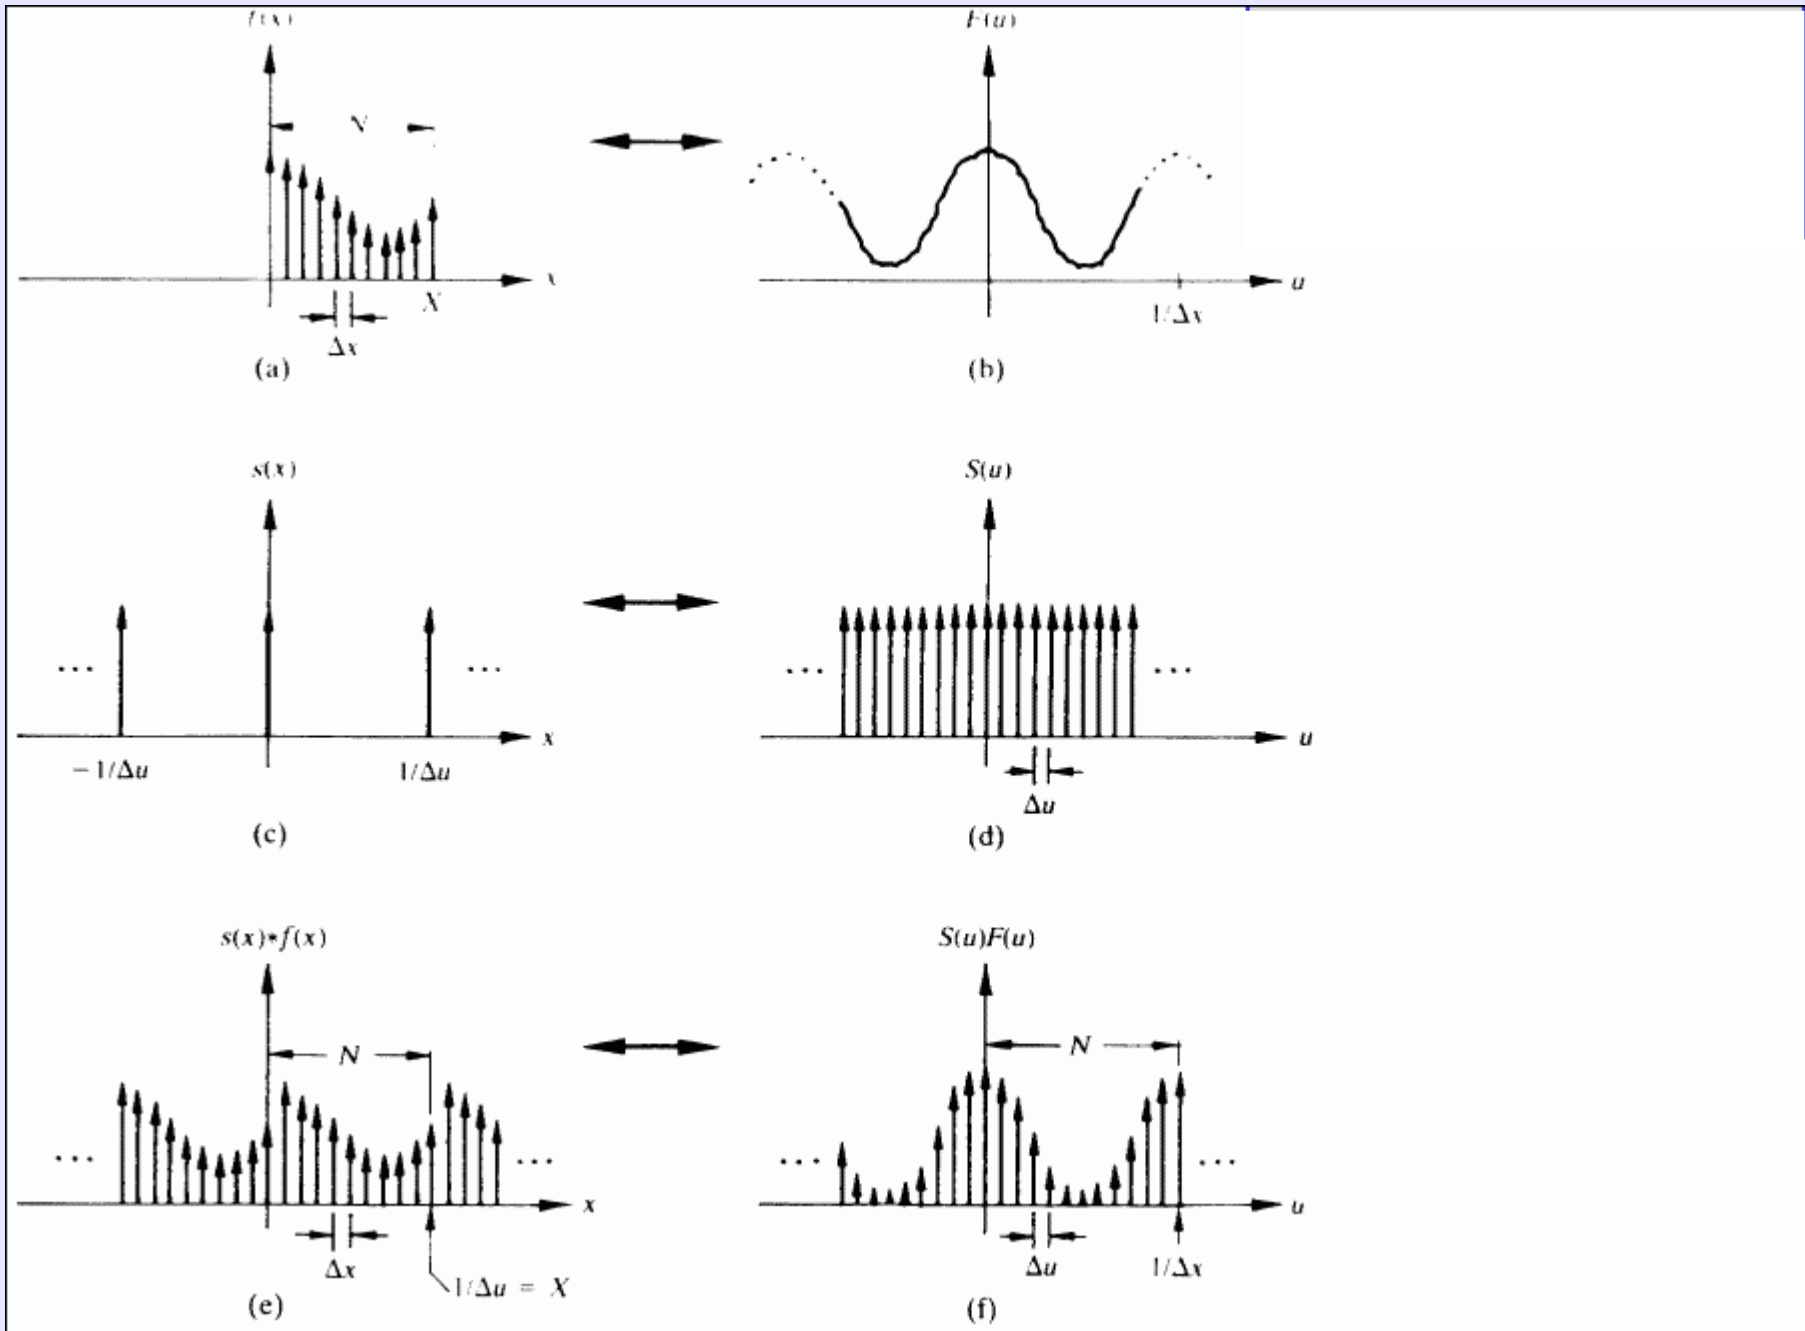 f(x) F(u)
N
x u
X 1/Δx
Δx
(a) (b)
s(x) S(u)
... ... ... ...
x u
−1/Δu 1/Δu
Δu
(c) (d)
s(x)*f(x) S(u)F(u)
N N
... ... ... ...
x u
Δx Δu 1/Δx
1/Δu = X
(e) (f)